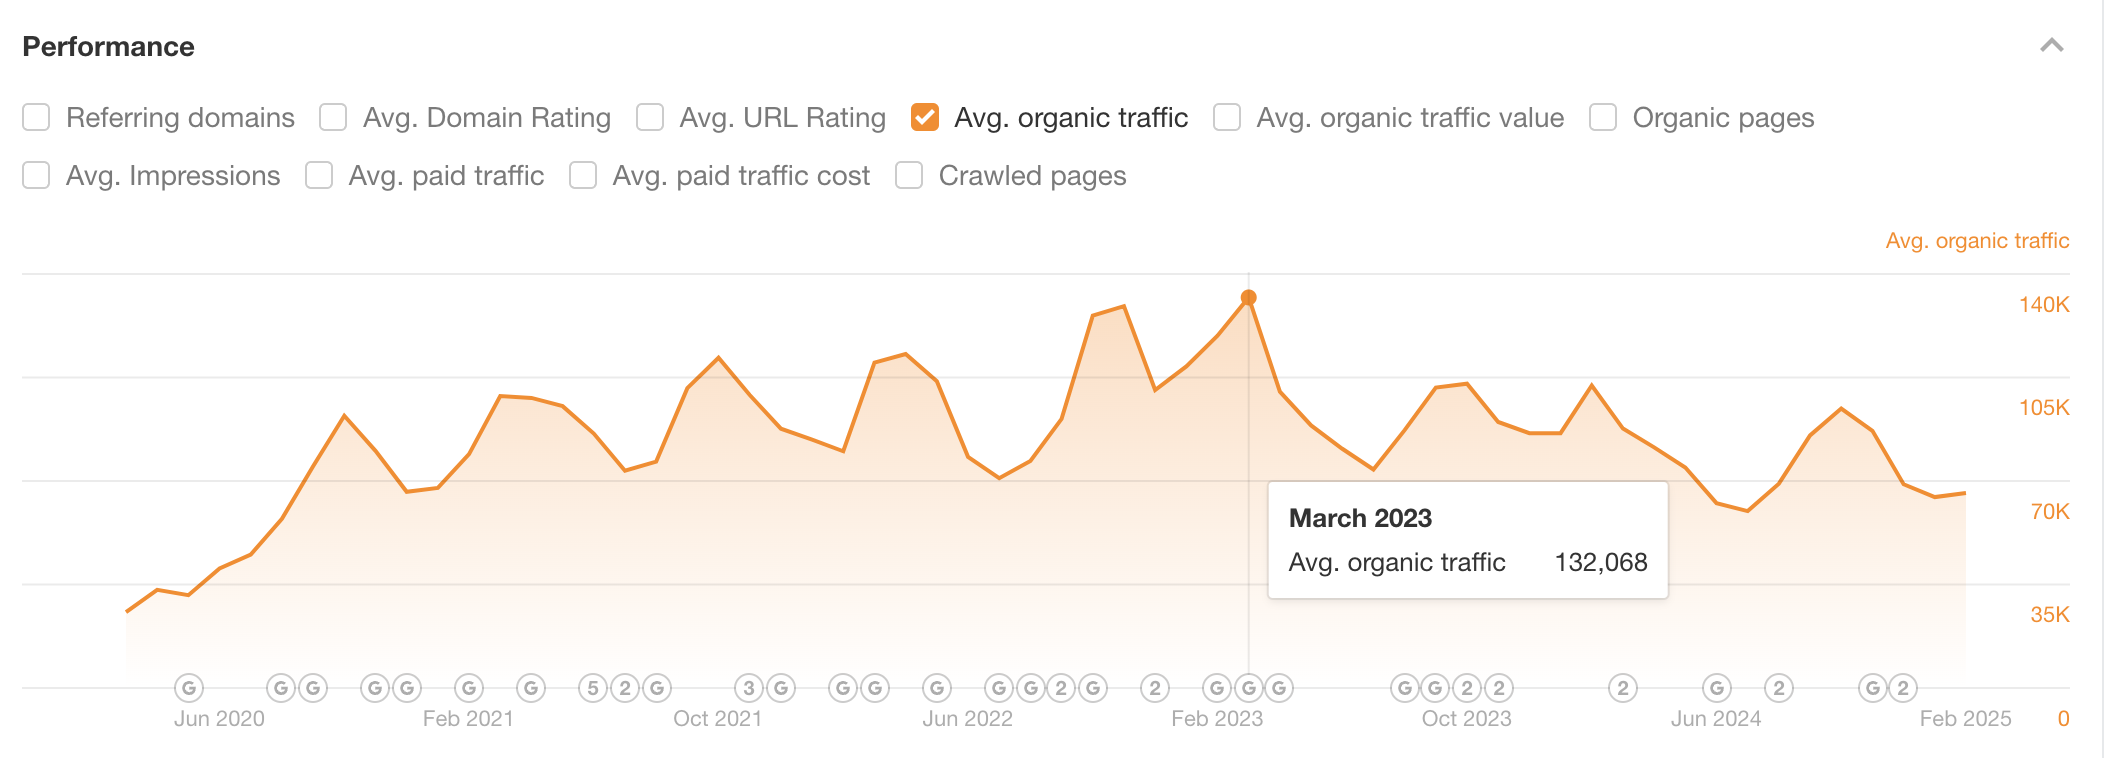 Performance
Referring domains Avg. Domain Rating Avg. URL Rating Avg. organic traffic Avg. organic traffic value Organic pages
Avg. Impressions Avg. paid traffic Avg. paid traffic cost Crawled pages
Avg. organic traffic
140K
105K
70K
35K
March 2023
Avg. organic traffic 132,068
G G G G G G G 5 2 G 3 G G G G G G 2 G 2 G G G G G 2 2 2 G 2 G 2
Jun 2020 Feb 2021 Oct 2021 Jun 2022 Feb 2023 Oct 2023 Jun 2024 Feb 2025 0